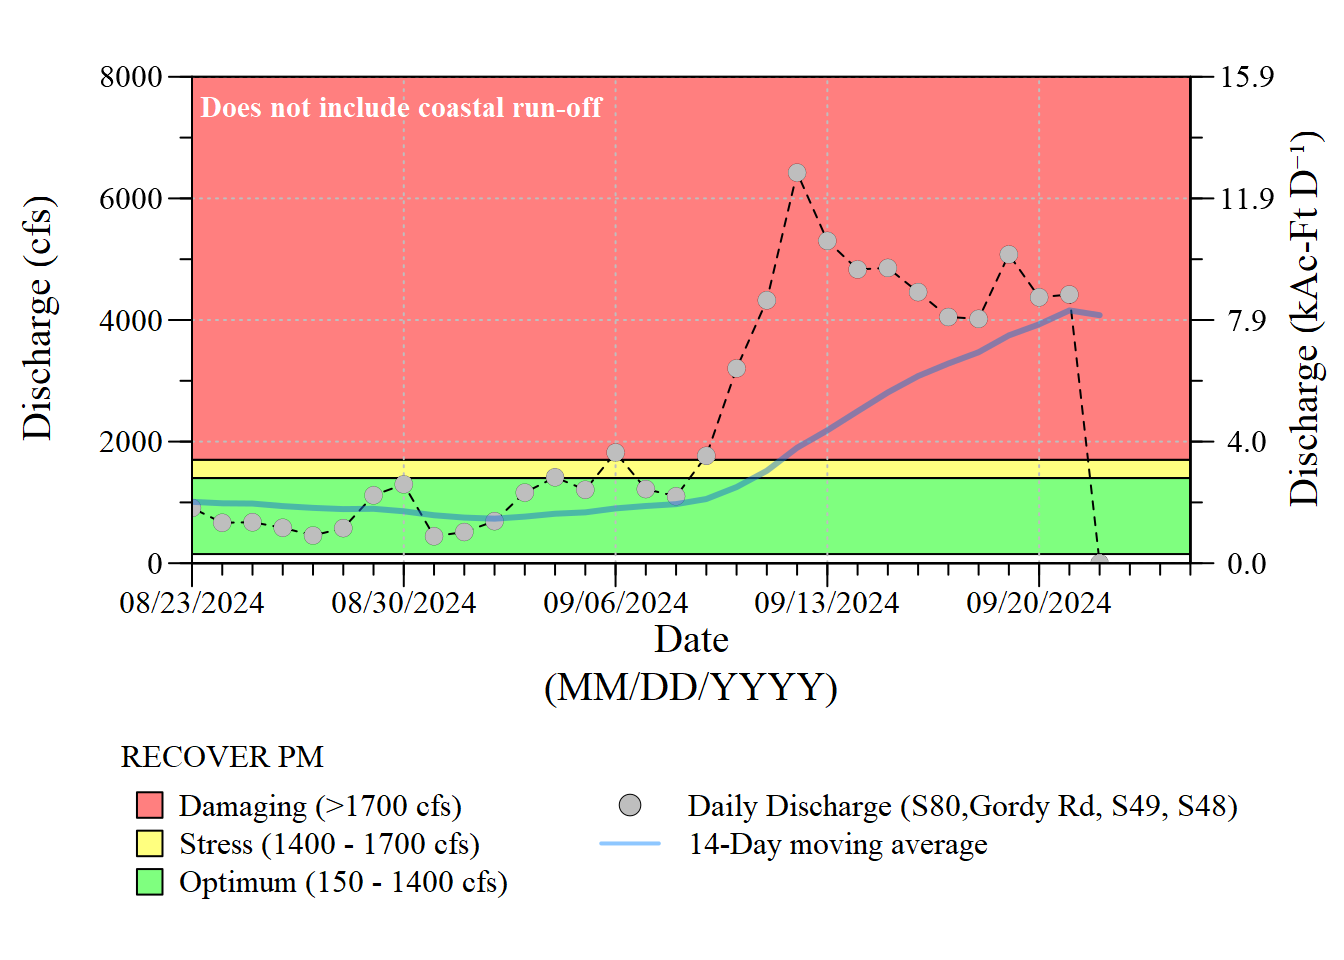 Does not include coastal run-off
8000
6000
4000
2000
0
15.9
11.9
7.9
4.0
0.0
Discharge (cfs)
Discharge (kAc-Ft D⁻¹)
08/23/2024
08/30/2024
09/06/2024
09/13/2024
09/20/2024
Date
(MM/DD/YYYY)
RECOVER PM
Damaging (>1700 cfs)
Stress (1400 - 1700 cfs)
Optimum (150 - 1400 cfs)
Daily Discharge (S80,Gordy Rd, S49, S48)
14-Day moving average